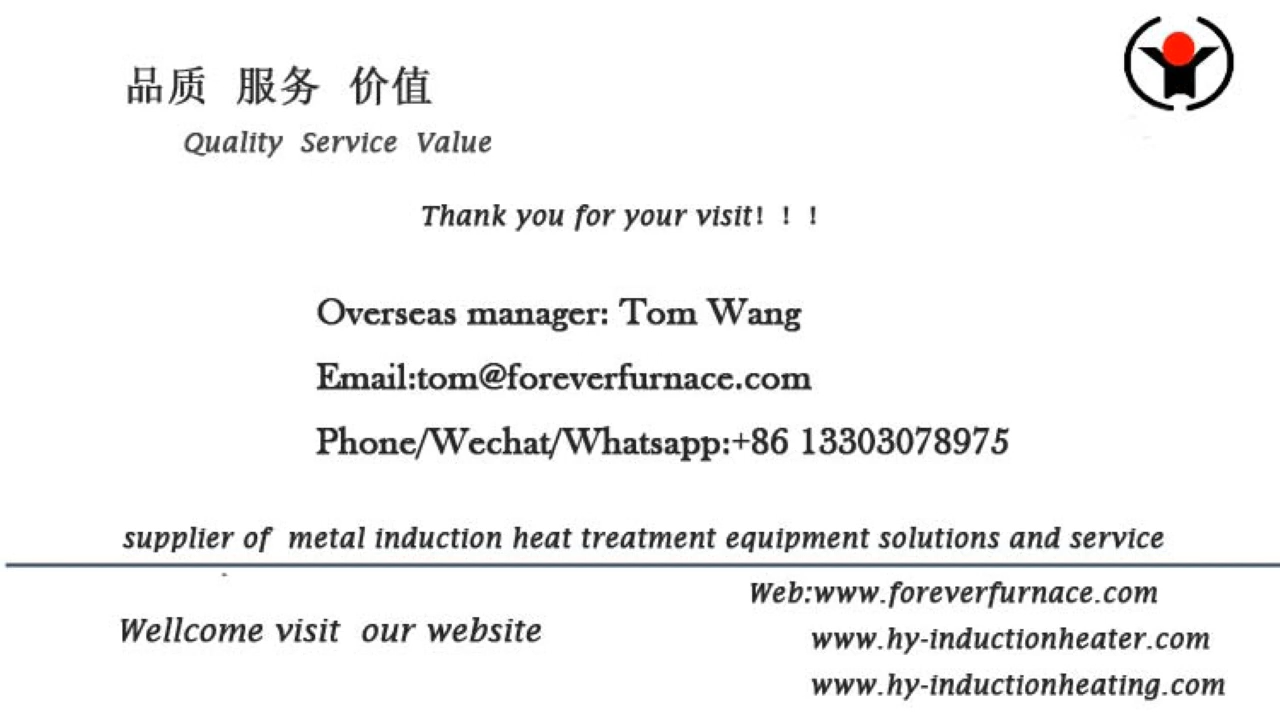 品质 服务 价值
Quality Service Value
Thank you for your visit！！！
Overseas manager: Tom Wang
Email:tom@foreverfurnace.com
Phone/Wechat/Whatsapp:+86 13303078975
supplier of metal induction heat treatment equipment solutions and service
Web:www.foreverfurnace.com
Wellcome visit our website
www.hy-inductionheater.com
www.hy-inductionheating.com